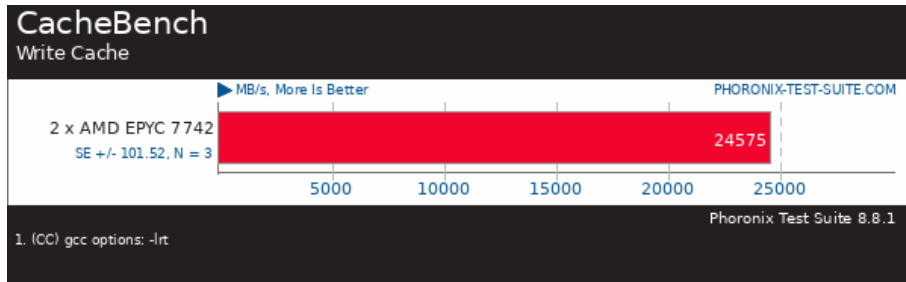 CacheBench
Write Cache
MB/s, More Is Better
PHORONIX-TEST-SUITE.COM
2 x AMD EPYC 7742
SE +/- 101.52, N = 3
24575
5000 10000 15000 20000 25000
Phoronix Test Suite 8.8.1
1. (CC) gcc options: -lrt